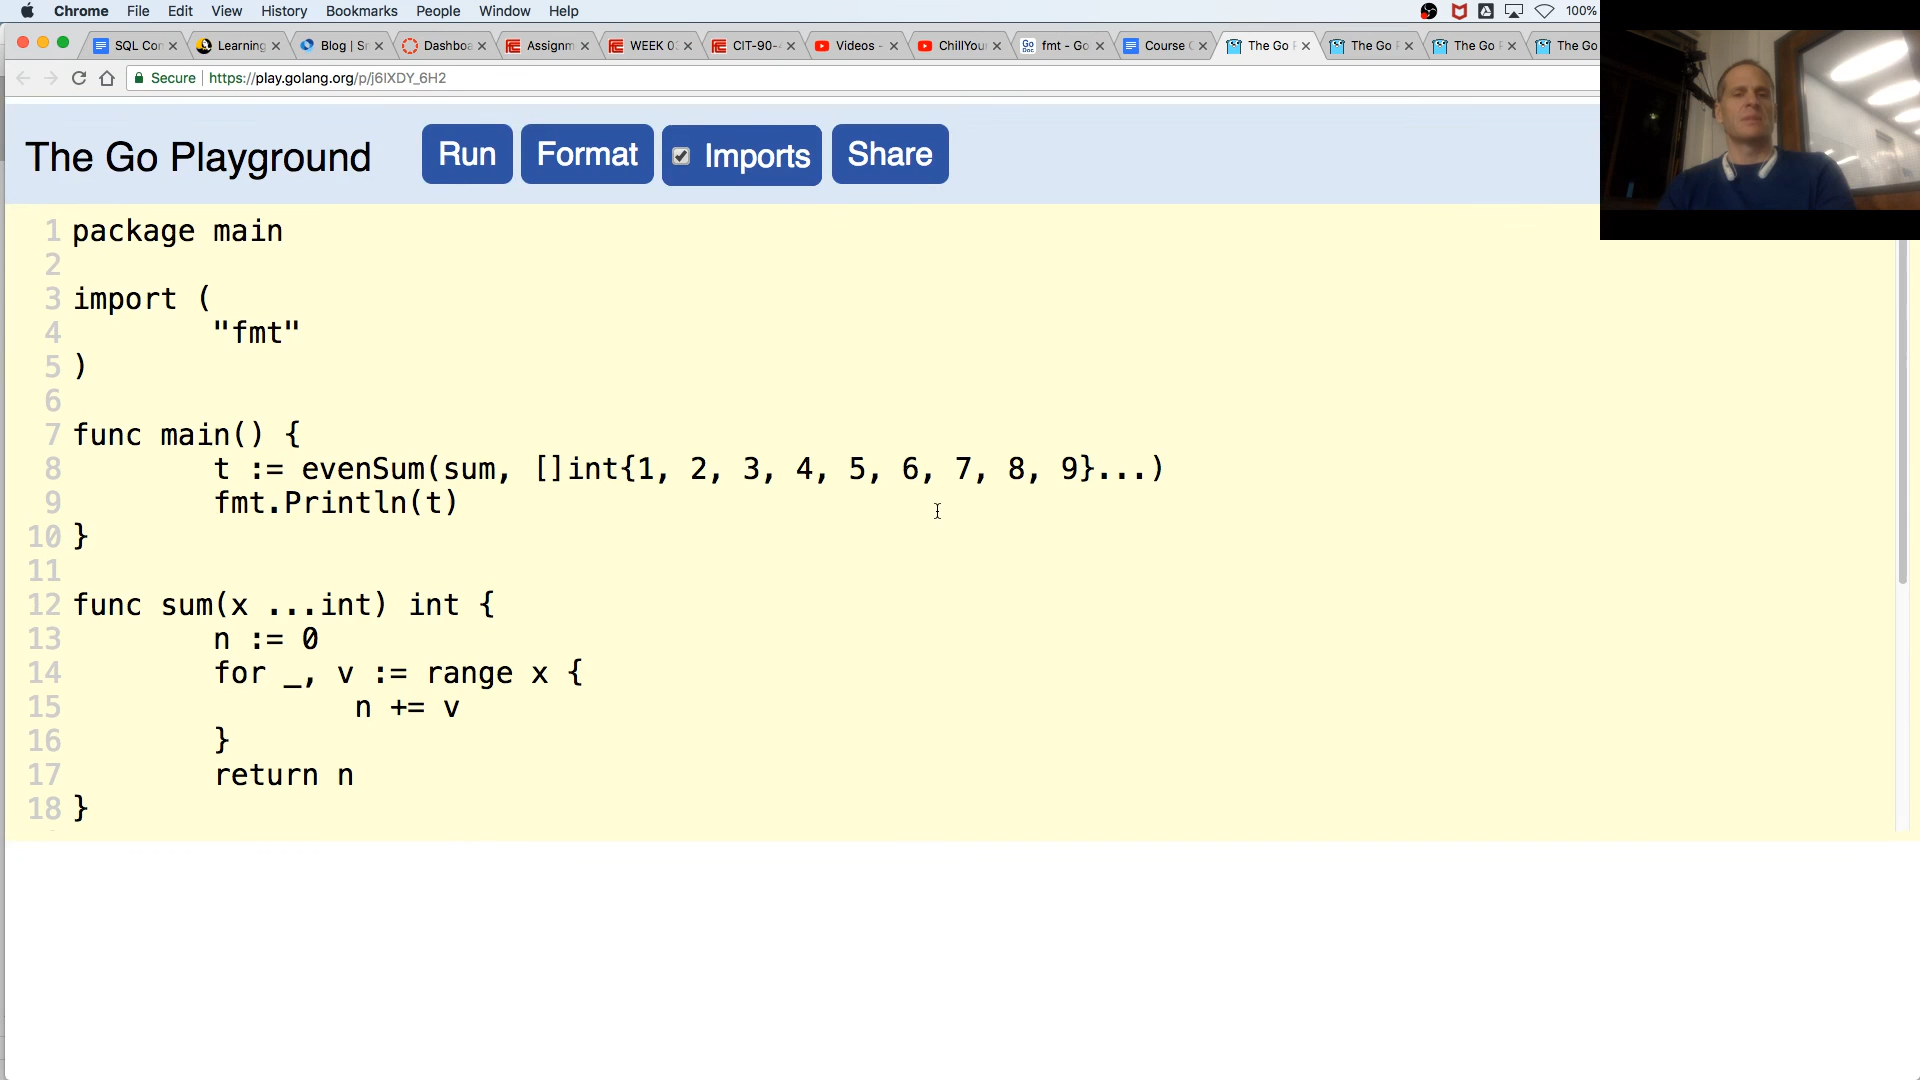 Chrome File Edit View History Bookmarks People Window Help 100%
SQL Con Learning Blog | Sr Dashboa Assignm WEEK 03 CIT-90- Videos - ChillYou fmt - Go Course The Go The Go The Go The Go
Secure https://play.golang.org/p/j6IXDY_6H2
The Go Playground Run Format Imports Share
1 package main
2
3 import (
4 "fmt"
5 )
6
7 func main() {
8 t := evenSum(sum, []int{1, 2, 3, 4, 5, 6, 7, 8, 9}...)
9 fmt.Println(t)
10 }
11
12 func sum(x ...int) int {
13 n := 0
14 for _, v := range x {
15 n += v
16 }
17 return n
18 }